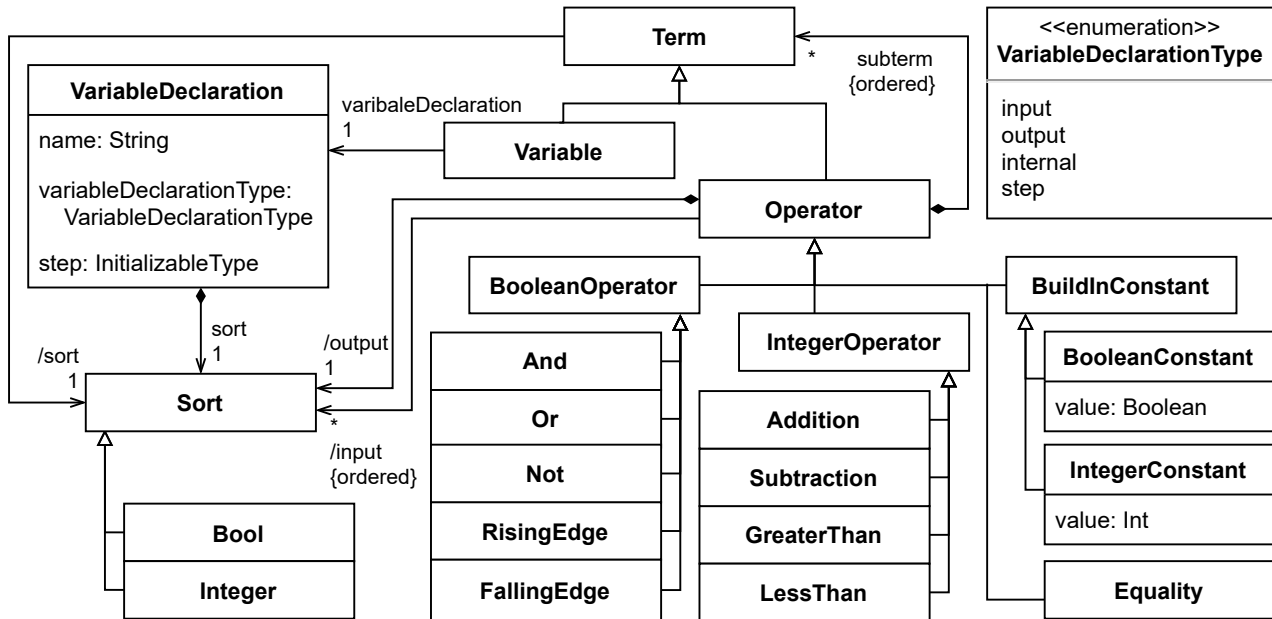 Term
*
subterm
{ordered}
<<enumeration>>
VariableDeclarationType
input
output
internal
step
VariableDeclaration
name: String
variableDeclarationType:
VariableDeclarationType
step: InitializableType
varibaleDeclaration
1
Variable
Operator
BooleanOperator
BuildInConstant
IntegerOperator
sort
1
/output
1
/sort
1
Sort
*
/input
{ordered}
Bool
Integer
And
Or
Not
RisingEdge
FallingEdge
Addition
Subtraction
GreaterThan
LessThan
BooleanConstant
value: Boolean
IntegerConstant
value: Int
Equality